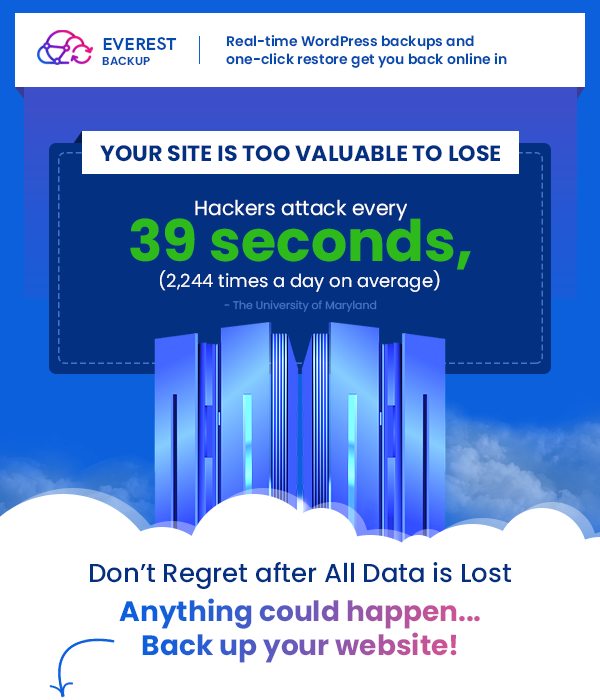 EVEREST
BACKUP
Real-time WordPress backups and
one-click restore get you back online in
YOUR SITE IS TOO VALUABLE TO LOSE
Hackers attack every
39 seconds,
(2,244 times a day on average)
- The University of Maryland
Don't Regret after All Data is Lost
Anything could happen...
Back up your website!